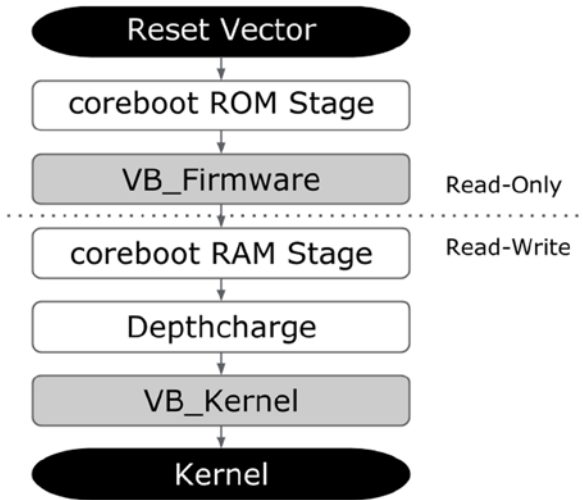 Reset Vector
coreboot ROM Stage
VB_Firmware
Read-Only
Read-Write
coreboot RAM Stage
Depthcharge
VB_Kernel
Kernel